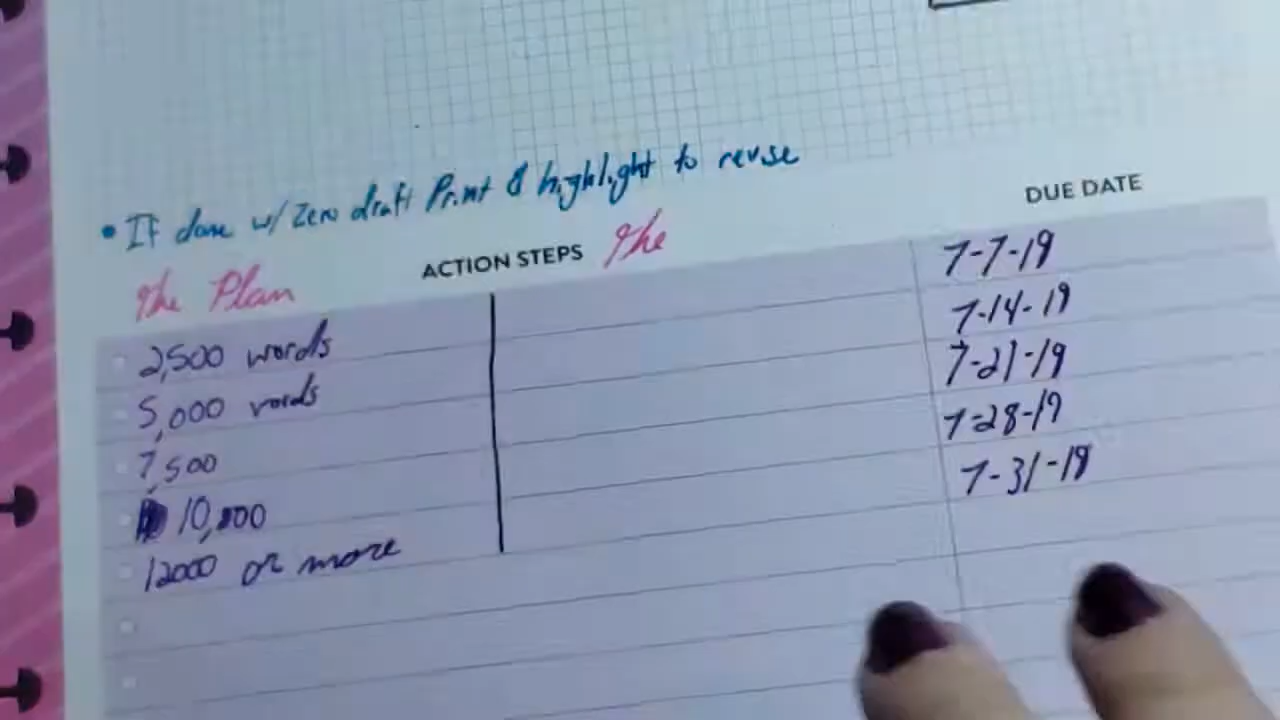 • If done w/ Zero draft Print & highlight to revise
The Plan ACTION STEPS The DUE DATE
2,500 words 7-7-19
5,000 words 7-14-19
7,500 7-21-19
10,000 7-28-19
12000 or more 7-31-19